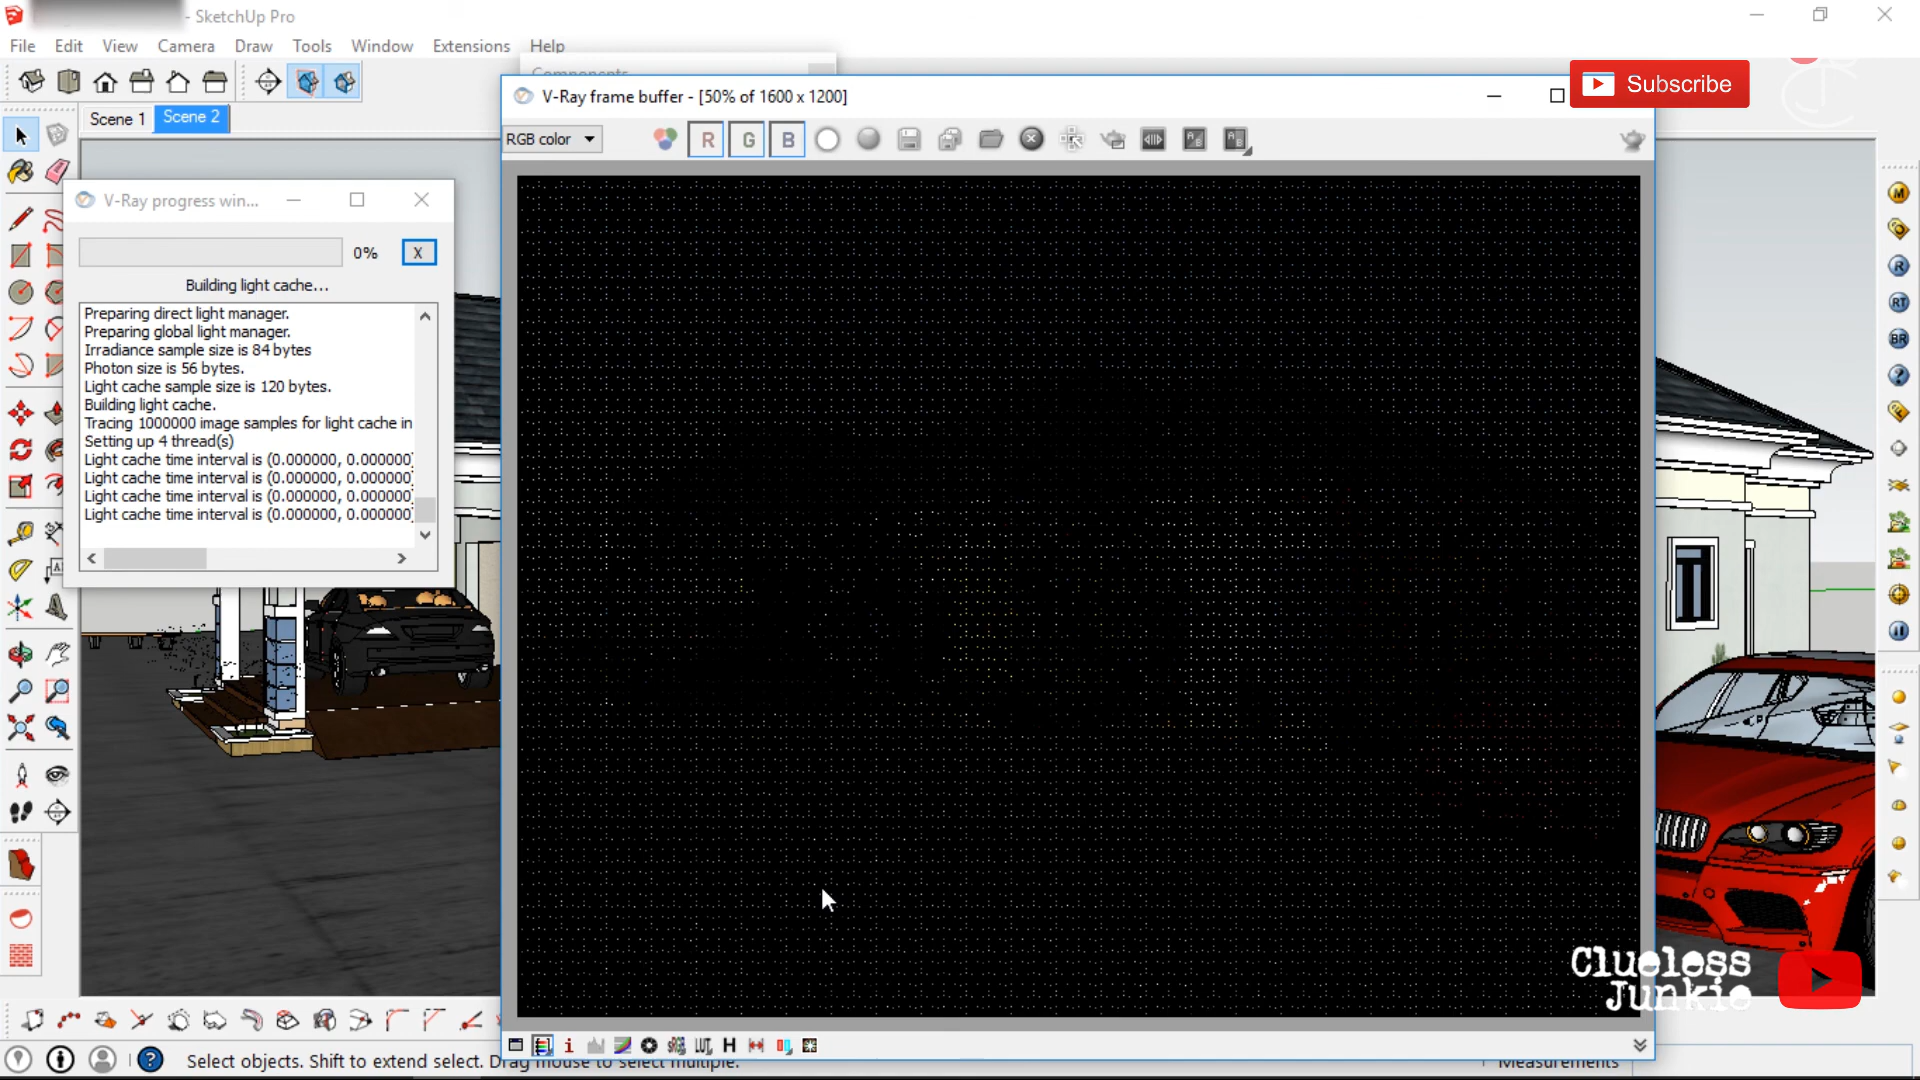 - SketchUp Pro
File Edit View Camera Draw Tools Window Extensions Help
Components
V-Ray frame buffer - [50% of 1600 x 1200]
Subscribe
Scene 1 Scene 2
RGB color
R G B
V-Ray progress win...
0% X
Building light cache...
Preparing direct light manager.
Preparing global light manager.
Irradiance sample size is 84 bytes
Photon size is 56 bytes.
Light cache sample size is 120 bytes.
Building light cache.
Tracing 1000000 image samples for light cache in
Setting up 4 thread(s)
Light cache time interval is (0.000000, 0.000000
Light cache time interval is (0.000000, 0.000000
Light cache time interval is (0.000000, 0.000000
Light cache time interval is (0.000000, 0.000000
M
R
RT
BR
Clueless
Junkie
sRGB LUT H
Select objects. Shift to extend select. Drag mouse to select multiple.
Measurements